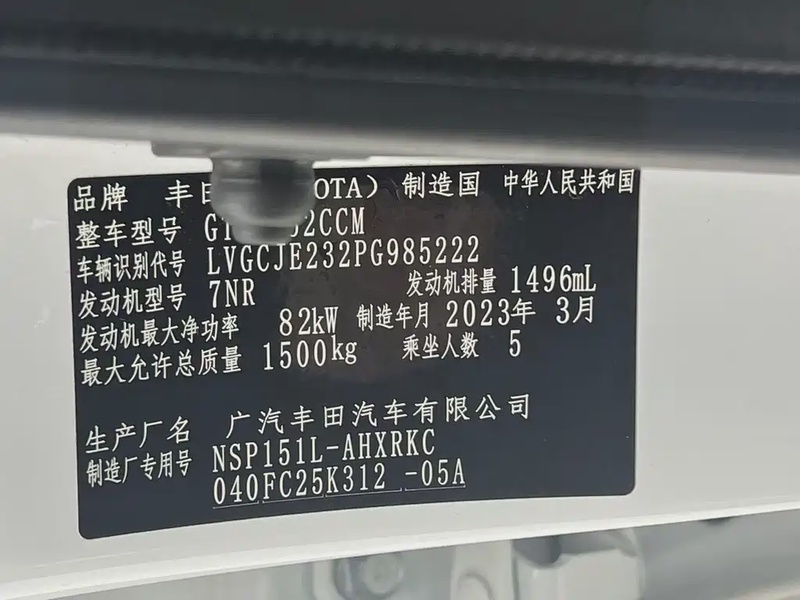 品牌 丰田 OTA) 制造国 中华人民共和国
整车型号 GT 52CCM
车辆识别代号 LVGCJE232PG985222
发动机型号 7NR 发动机排量 1496mL
发动机最大净功率 82kW 制造年月 2023年 3月
最大允许总质量 1500kg 乘坐人数 5
生产厂名 广汽丰田汽车有限公司
制造厂专用号 NSP151L-AHXRKC
040FC25K312 -05A